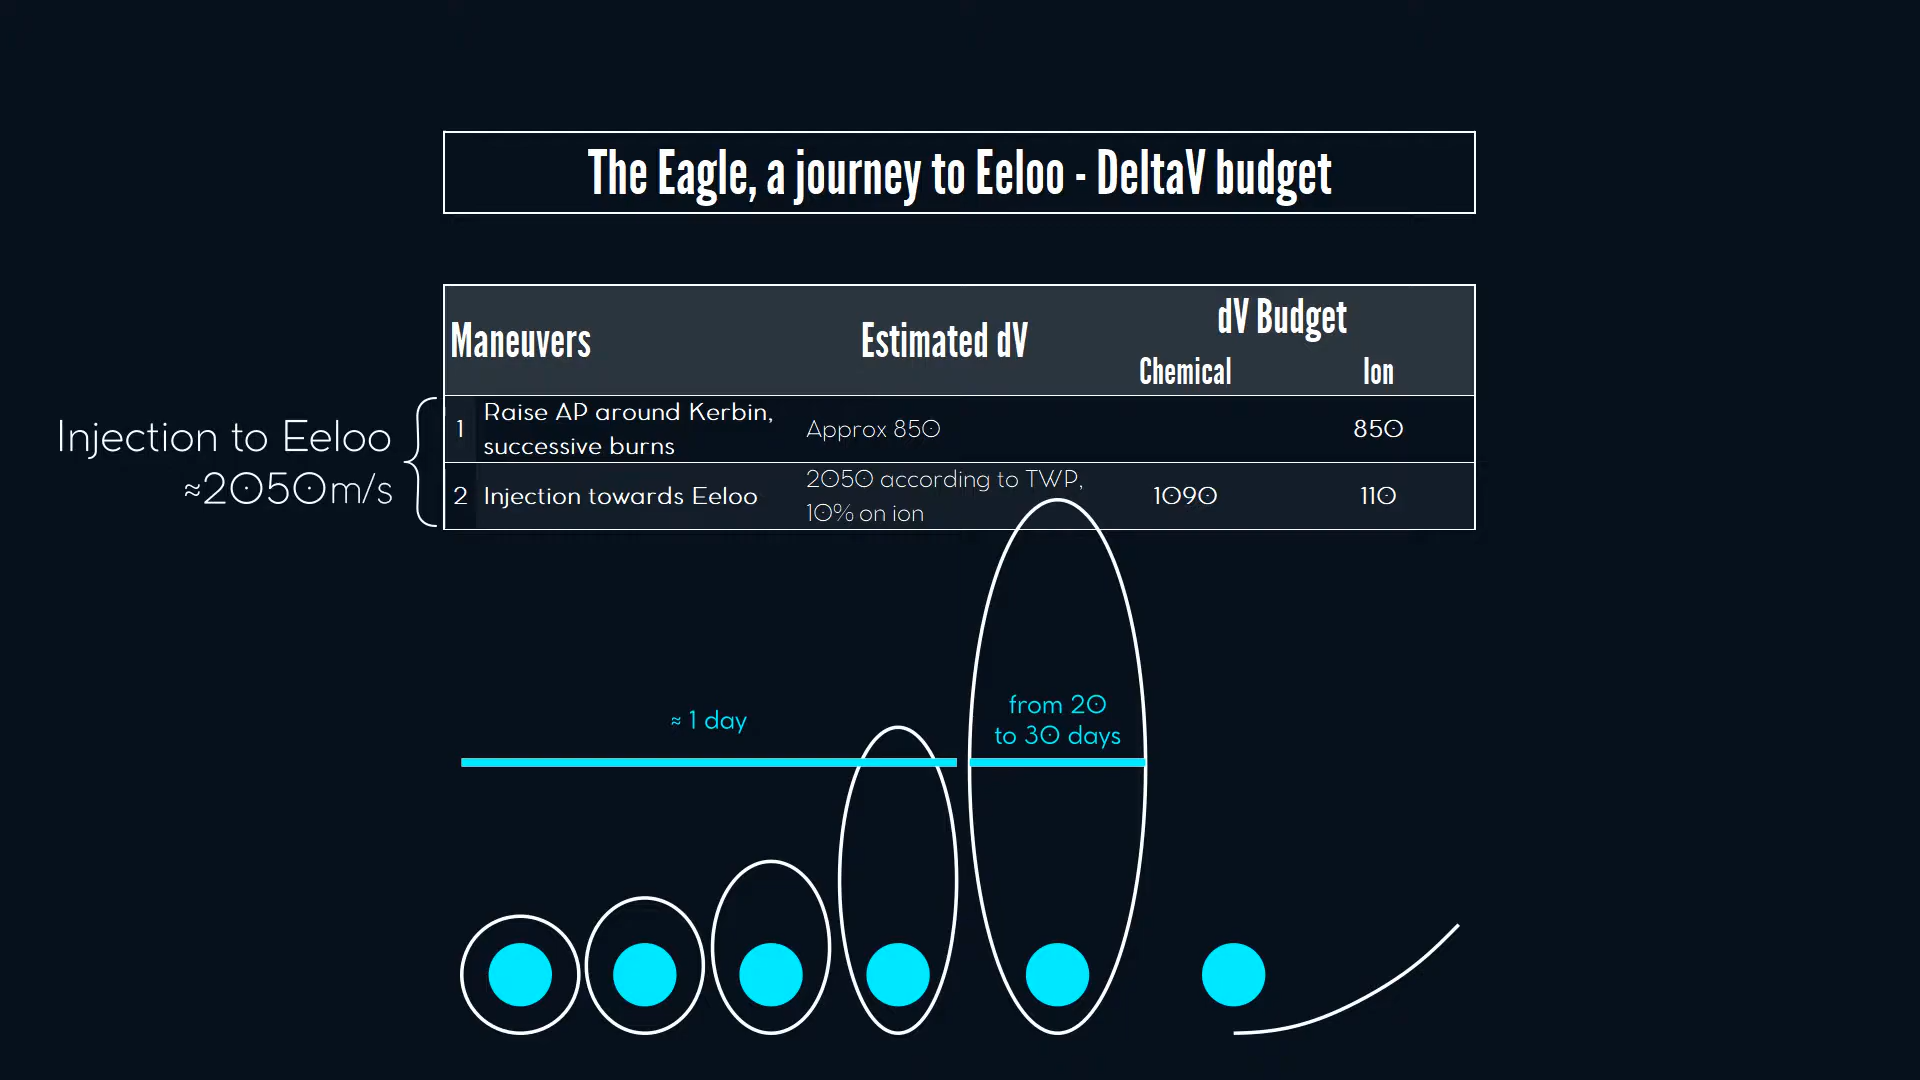 The Eagle, a journey to Eeloo - DeltaV budget
Maneuvers
Estimated dV
dV Budget
Chemical
Ion
Injection to Eeloo
≈2050m/s
1
Raise AP around Kerbin,
successive burns
Approx 850
850
2
Injection towards Eeloo
2050 according to TWP,
10% on ion
1090
110
≈ 1 day
from 20
to 30 days